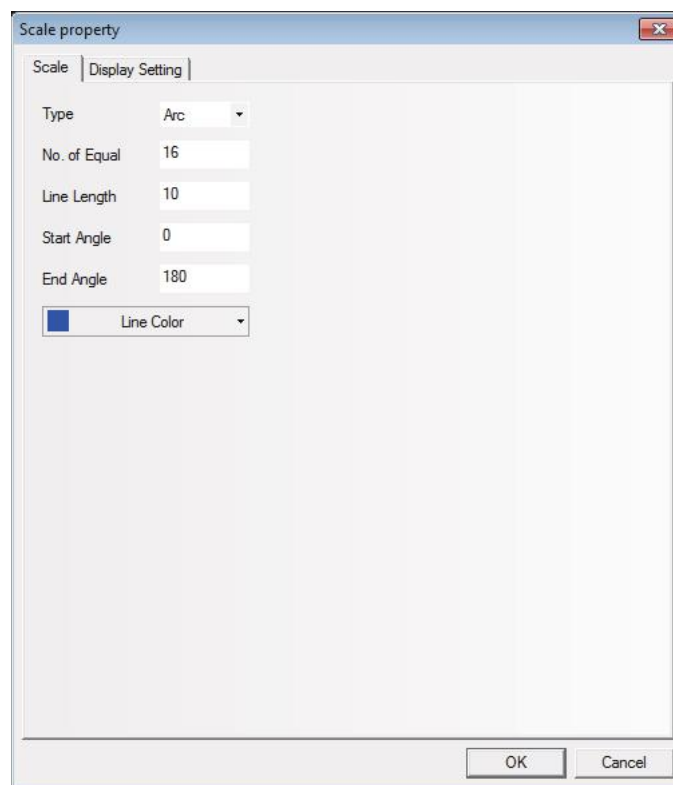 Scale property
Scale Display Setting
Type Arc
No. of Equal 16
Line Length 10
Start Angle 0
End Angle 180
Line Color
OK Cancel